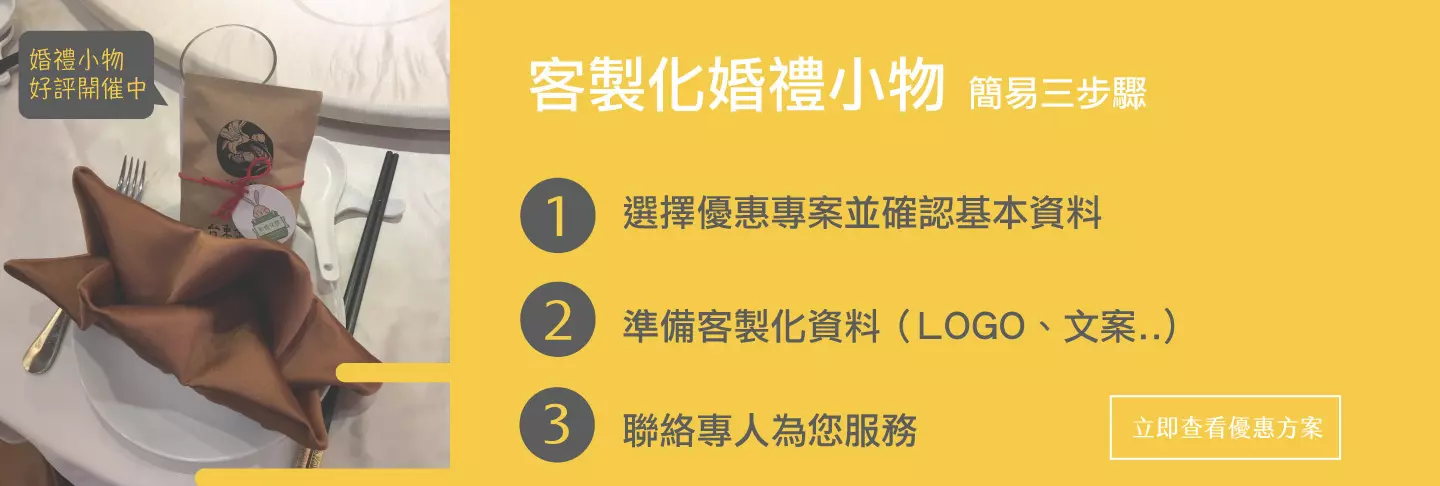 婚禮小物
好評開催中
客製化婚禮小物 簡易三步驟
1 選擇優惠專案並確認基本資料
2 準備客製化資料（LOGO、文案..）
3 聯絡專人為您服務
立即查看優惠方案